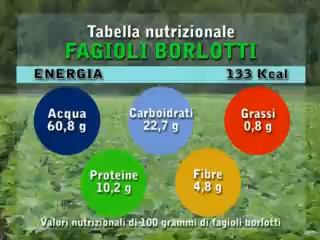 Tabella nutrizionale
FAGIOLI BORLOTTI
ENERGIA 133 Kcal
Acqua
60,8 g
Carboidrati
22,7 g
Grassi
0,8 g
Proteine
10,2 g
Fibre
4,8 g
Valori nutrizionali di 100 grammi di fagioli borlotti